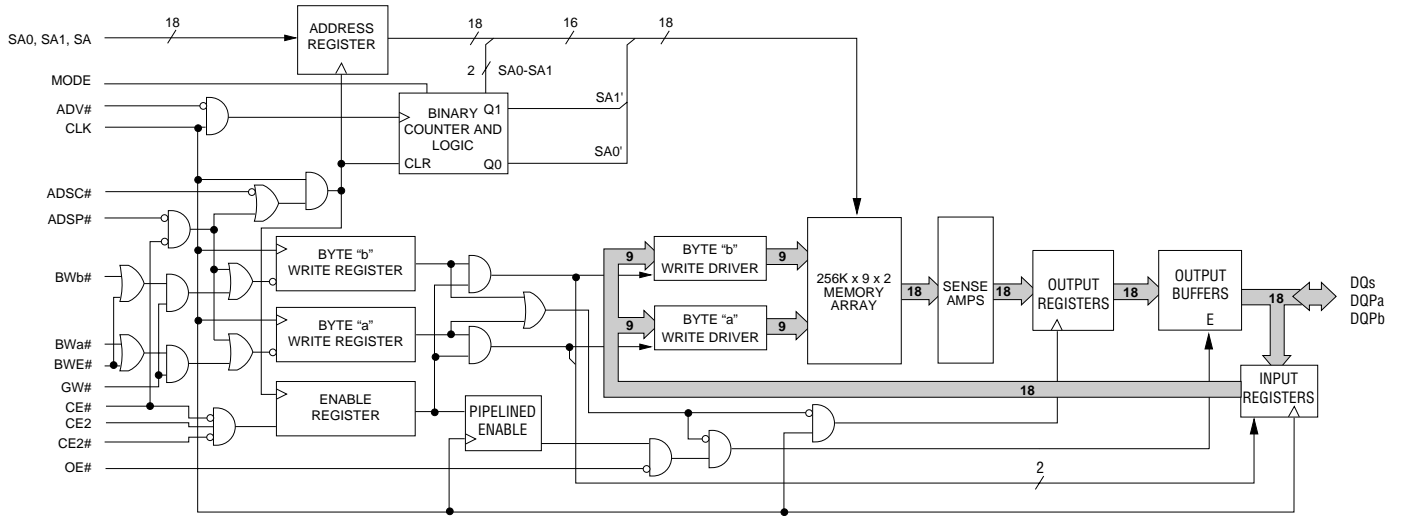 18
ADDRESS
REGISTER
18
16
18
SA0, SA1, SA
2
SA0-SA1
MODE
ADV#
CLK
BINARY
COUNTER AND
LOGIC
Q1
SA1'
CLR
Q0
SA0'
ADSC#
ADSP#
BYTE “b”
WRITE REGISTER
9
BYTE “b”
WRITE DRIVER
9
256K x 9 x 2
MEMORY
ARRAY
18
SENSE
AMPS
18
OUTPUT
REGISTERS
18
OUTPUT
BUFFERS
E
18
DQs
DQPa
DQPb
BWb#
BYTE “a”
WRITE REGISTER
9
BYTE “a”
WRITE DRIVER
9
BWa#
BWE#
GW#
CE#
CE2
CE2#
ENABLE
REGISTER
PIPELINED
ENABLE
18
INPUT
REGISTERS
OE#
2